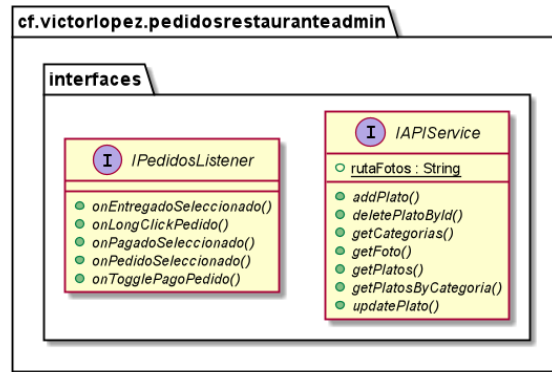 cf.victorlopez.pedidosrestauranteadmin
interfaces
I IPedidosListener
onEntregadoSeleccionado()
onLongClickPedido()
onPagadoSeleccionado()
onPedidoSeleccionado()
onTogglePagoPedido()
I IAPIService
rutaFotos : String
addPlato()
deletePlatoById()
getCategorias()
getFoto()
getPlatos()
getPlatosByCategoria()
updatePlato()